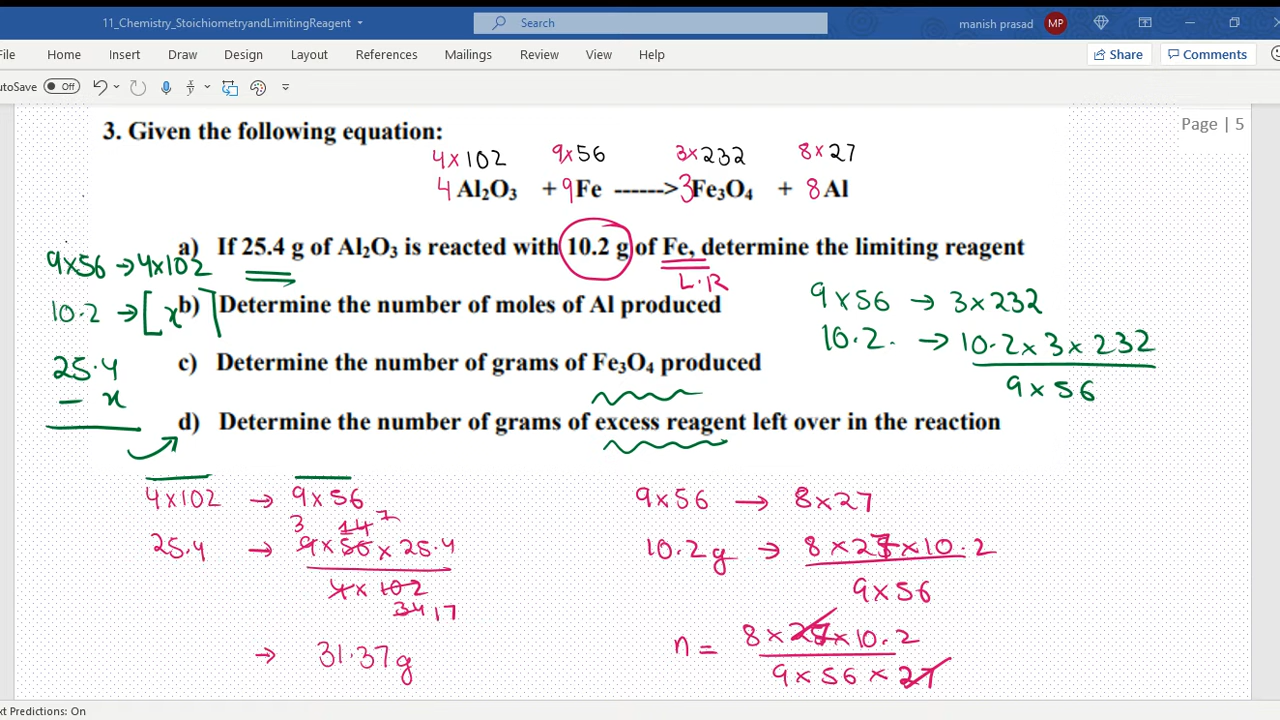 11_Chemistry_StoichiometryandLimitingReagent
Search
manish prasad MP
File Home Insert Draw Design Layout References Mailings Review View Help Share Comments
AutoSave Off
Page | 5
3. Given the following equation:
4×102 9×56 3×232 8×27
4 Al₂O₃ + 9Fe ------> 3Fe₃O₄ + 8 Al
a) If 25.4 g of Al₂O₃ is reacted with 10.2 g of Fe, determine the limiting reagent
L.R
9×56 → 4×102
10.2 → [x]
25.4
− x
b) Determine the number of moles of Al produced
c) Determine the number of grams of Fe₃O₄ produced
d) Determine the number of grams of excess reagent left over in the reaction
9×56 → 3×232
10.2. → 10.2×3×232
9×56
4×102 → 9×56
3 14 7
25.4 → 9×56×25.4
4×102
34 17
→ 31.37g
9×56 → 8×27
10.2g → 8×27×10.2
9×56
n = 8×27×10.2
9×56×27
Text Predictions: On